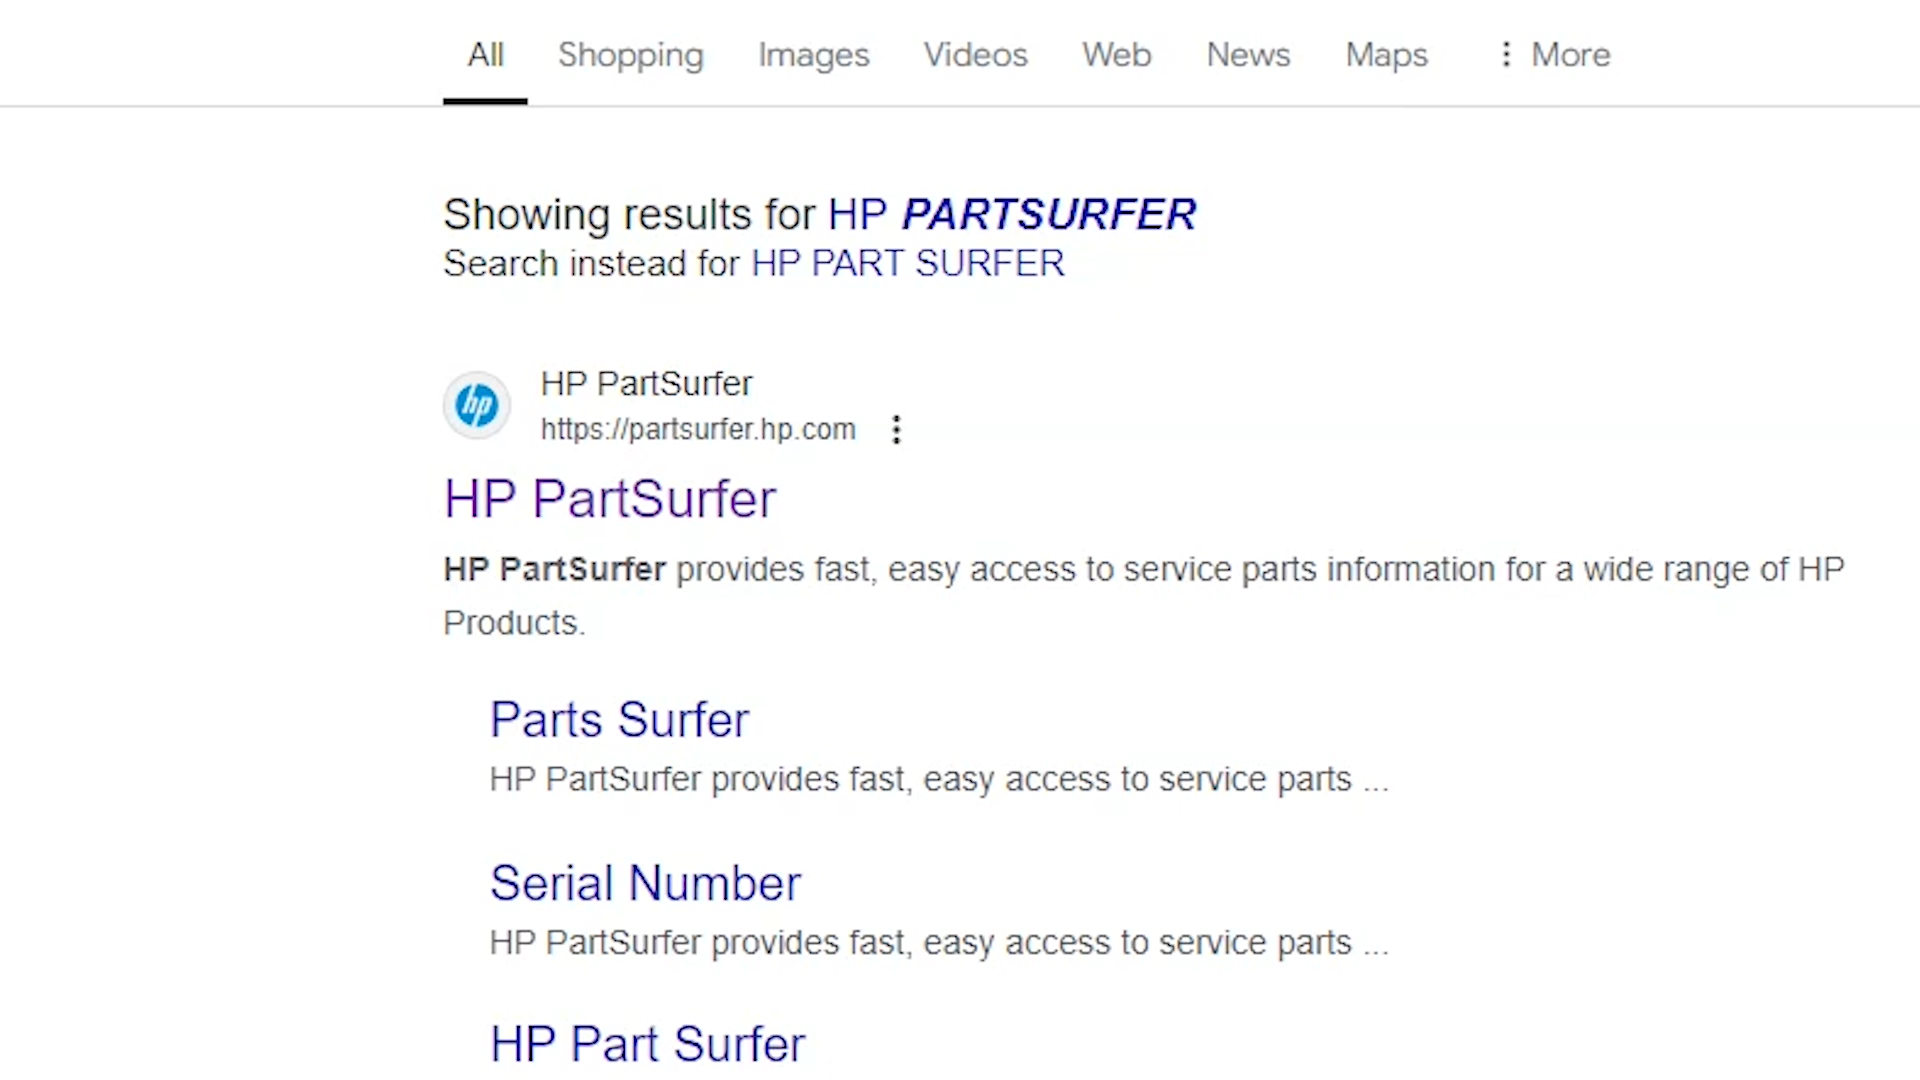 All Shopping Images Videos Web News Maps More
Showing results for HP PARTSURFER
Search instead for HP PART SURFER
hp
HP PartSurfer
https://partsurfer.hp.com
HP PartSurfer
HP PartSurfer provides fast, easy access to service parts information for a wide range of HP
Products.
Parts Surfer
HP PartSurfer provides fast, easy access to service parts ...
Serial Number
HP PartSurfer provides fast, easy access to service parts ...
HP Part Surfer